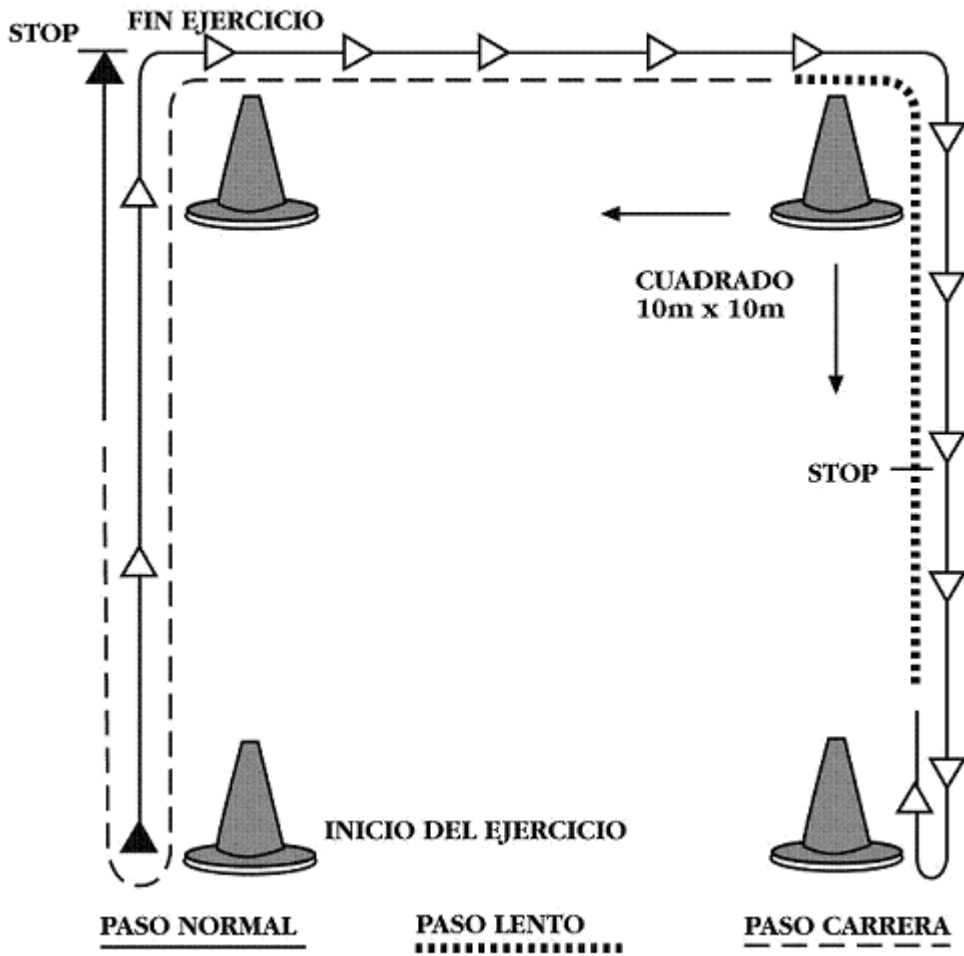 FIN EJERCICIO
STOP
CUADRADO
10m x 10m
STOP
INICIO DEL EJERCICIO
PASO NORMAL
PASO LENTO
PASO CARRERA